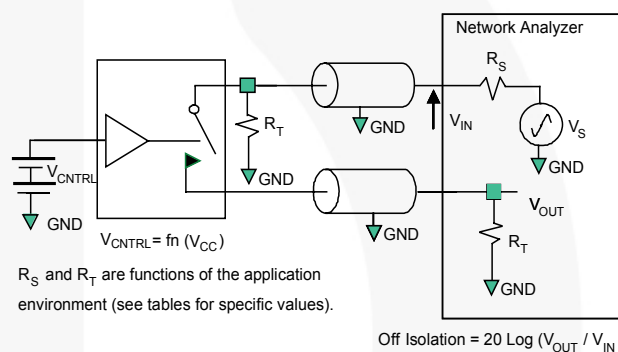 Network Analyzer
R_S
V_IN
V_S
GND
GND
R_T
GND
GND
V_CNTRL
GND
V_OUT
R_T
GND
V_CNTRL = fn (V_CC)
R_S and R_T are functions of the application
environment (see tables for specific values).
Off Isolation = 20 Log (V_OUT / V_IN